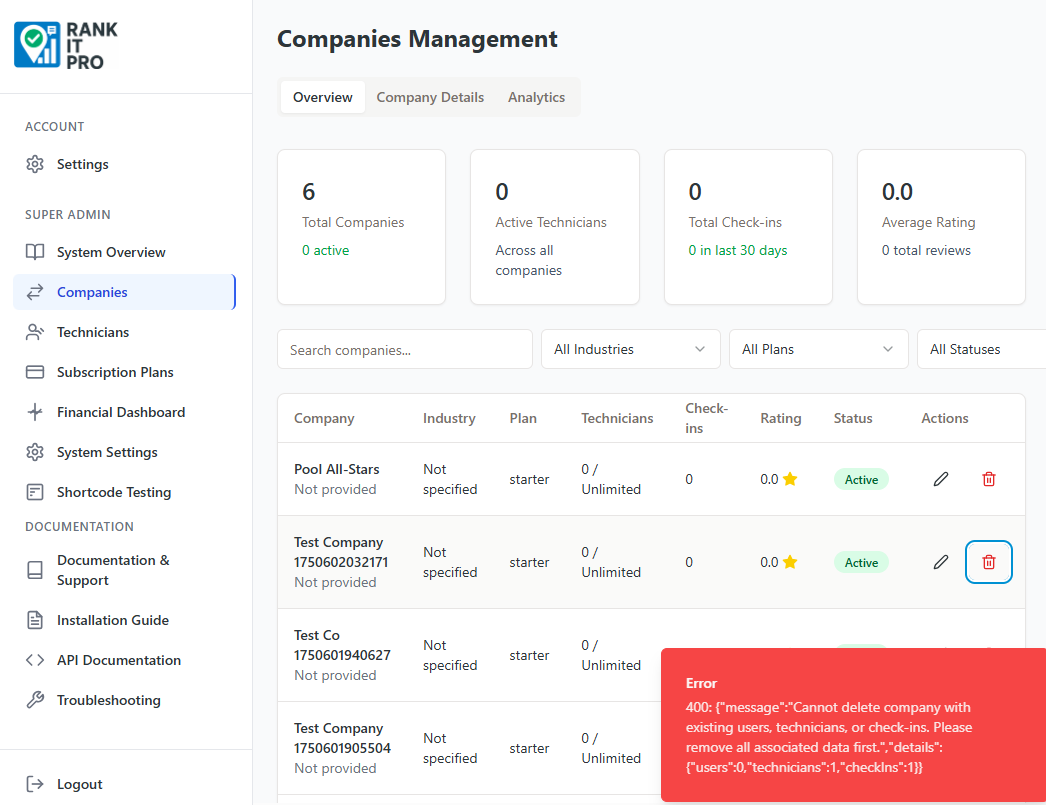 RANK
IT
PRO
ACCOUNT
Settings
SUPER ADMIN
System Overview
Companies
Technicians
Subscription Plans
Financial Dashboard
System Settings
Shortcode Testing
DOCUMENTATION
Documentation &
Support
Installation Guide
API Documentation
Troubleshooting
Logout
Companies Management
Overview
Company Details
Analytics
6
Total Companies
0 active
0
Active Technicians
Across all
companies
0
Total Check-ins
0 in last 30 days
0.0
Average Rating
0 total reviews
Search companies...
All Industries
All Plans
All Statuses
Company
Industry
Plan
Technicians
Check-
ins
Rating
Status
Actions
Pool All-Stars
Not provided
Not
specified
starter
0 /
Unlimited
0
0.0
Active
Test Company
1750602032171
Not provided
Not
specified
starter
0 /
Unlimited
0
0.0
Active
Test Co
1750601940627
Not provided
Not
specified
starter
0 /
Unlimited
Test Company
1750601905504
Not provided
Not
specified
starter
0 /
Unlimited
Error
400: {"message":"Cannot delete company with
existing users, technicians, or check-ins. Please
remove all associated data first.","details":
{"users":0,"technicians":1,"checkIns":1}}